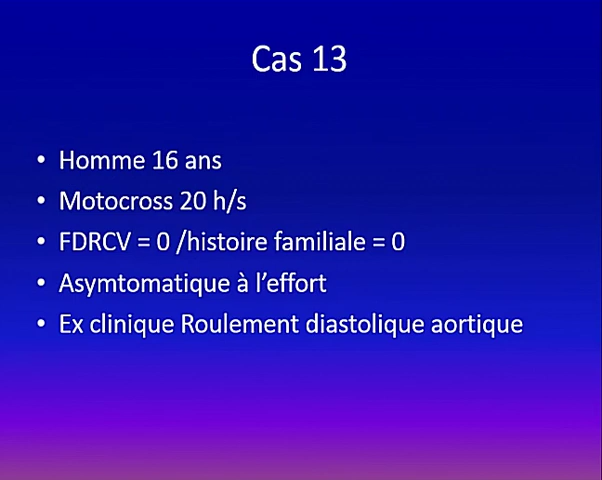 Cas 13
• Homme 16 ans
• Motocross 20 h/s
• FDRCV = 0 /histoire familiale = 0
• Asymtomatique à l'effort
• Ex clinique Roulement diastolique aortique